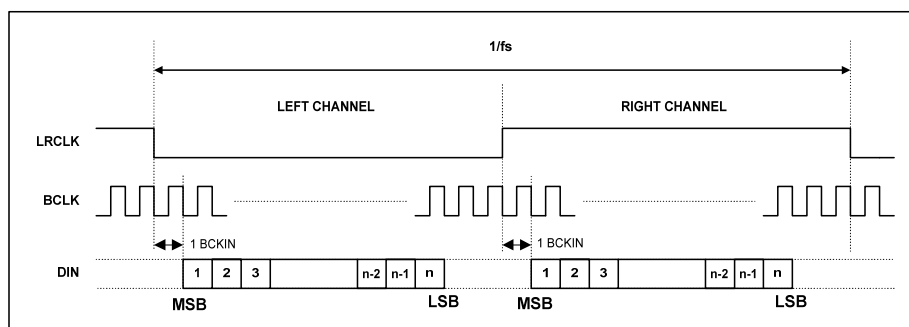 1/fs
LEFT CHANNEL RIGHT CHANNEL
LRCLK
BCLK
1 BCKIN 1 BCKIN
DIN 1 2 3 n-2 n-1 n 1 2 3 n-2 n-1 n
MSB LSB MSB LSB